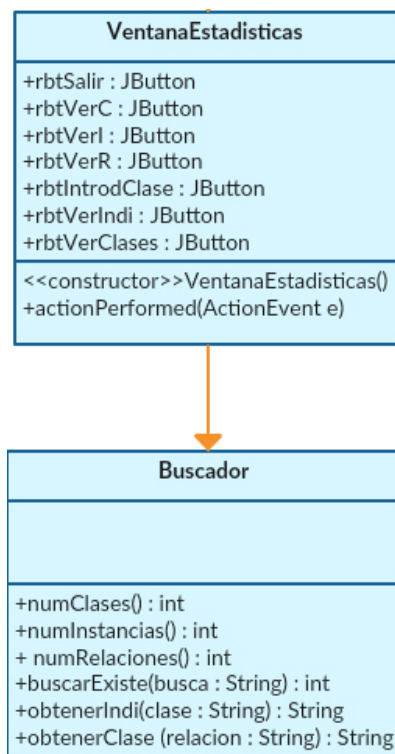 VentanaEstadisticas
+rbtSalir : JButton
+rbtVerC : JButton
+rbtVerI : JButton
+rbtVerR : JButton
+rbtIntrodClase : JButton
+rbtVerIndi : JButton
+rbtVerClases : JButton
<<constructor>>VentanaEstadisticas()
+actionPerformed(ActionEvent e)
Buscador
+numClases() : int
+numInstancias() : int
+ numRelaciones() : int
+buscarExiste(busca : String) : int
+obtenerIndi(clase : String) : String
+obtenerClase (relacion : String) : String